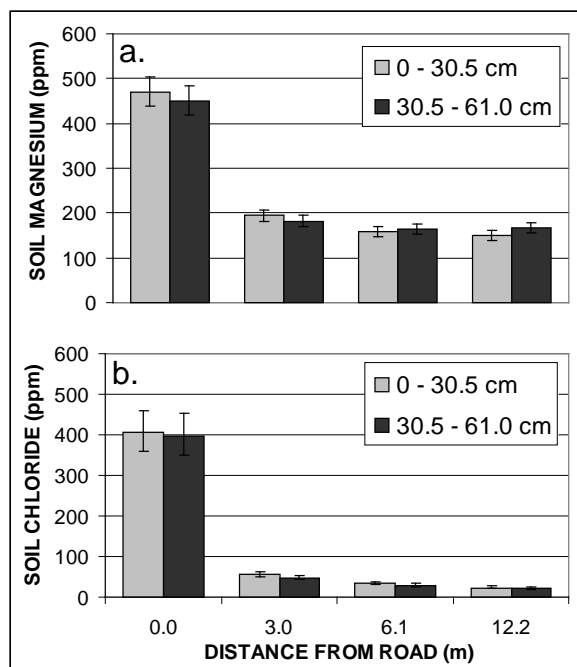 a.
0 - 30.5 cm
30.5 - 61.0 cm
SOIL MAGNESIUM (ppm)
600
500
400
300
200
100
0
b.
0 - 30.5 cm
30.5 - 61.0 cm
SOIL CHLORIDE (ppm)
600
500
400
300
200
100
0
0.0 3.0 6.1 12.2
DISTANCE FROM ROAD (m)